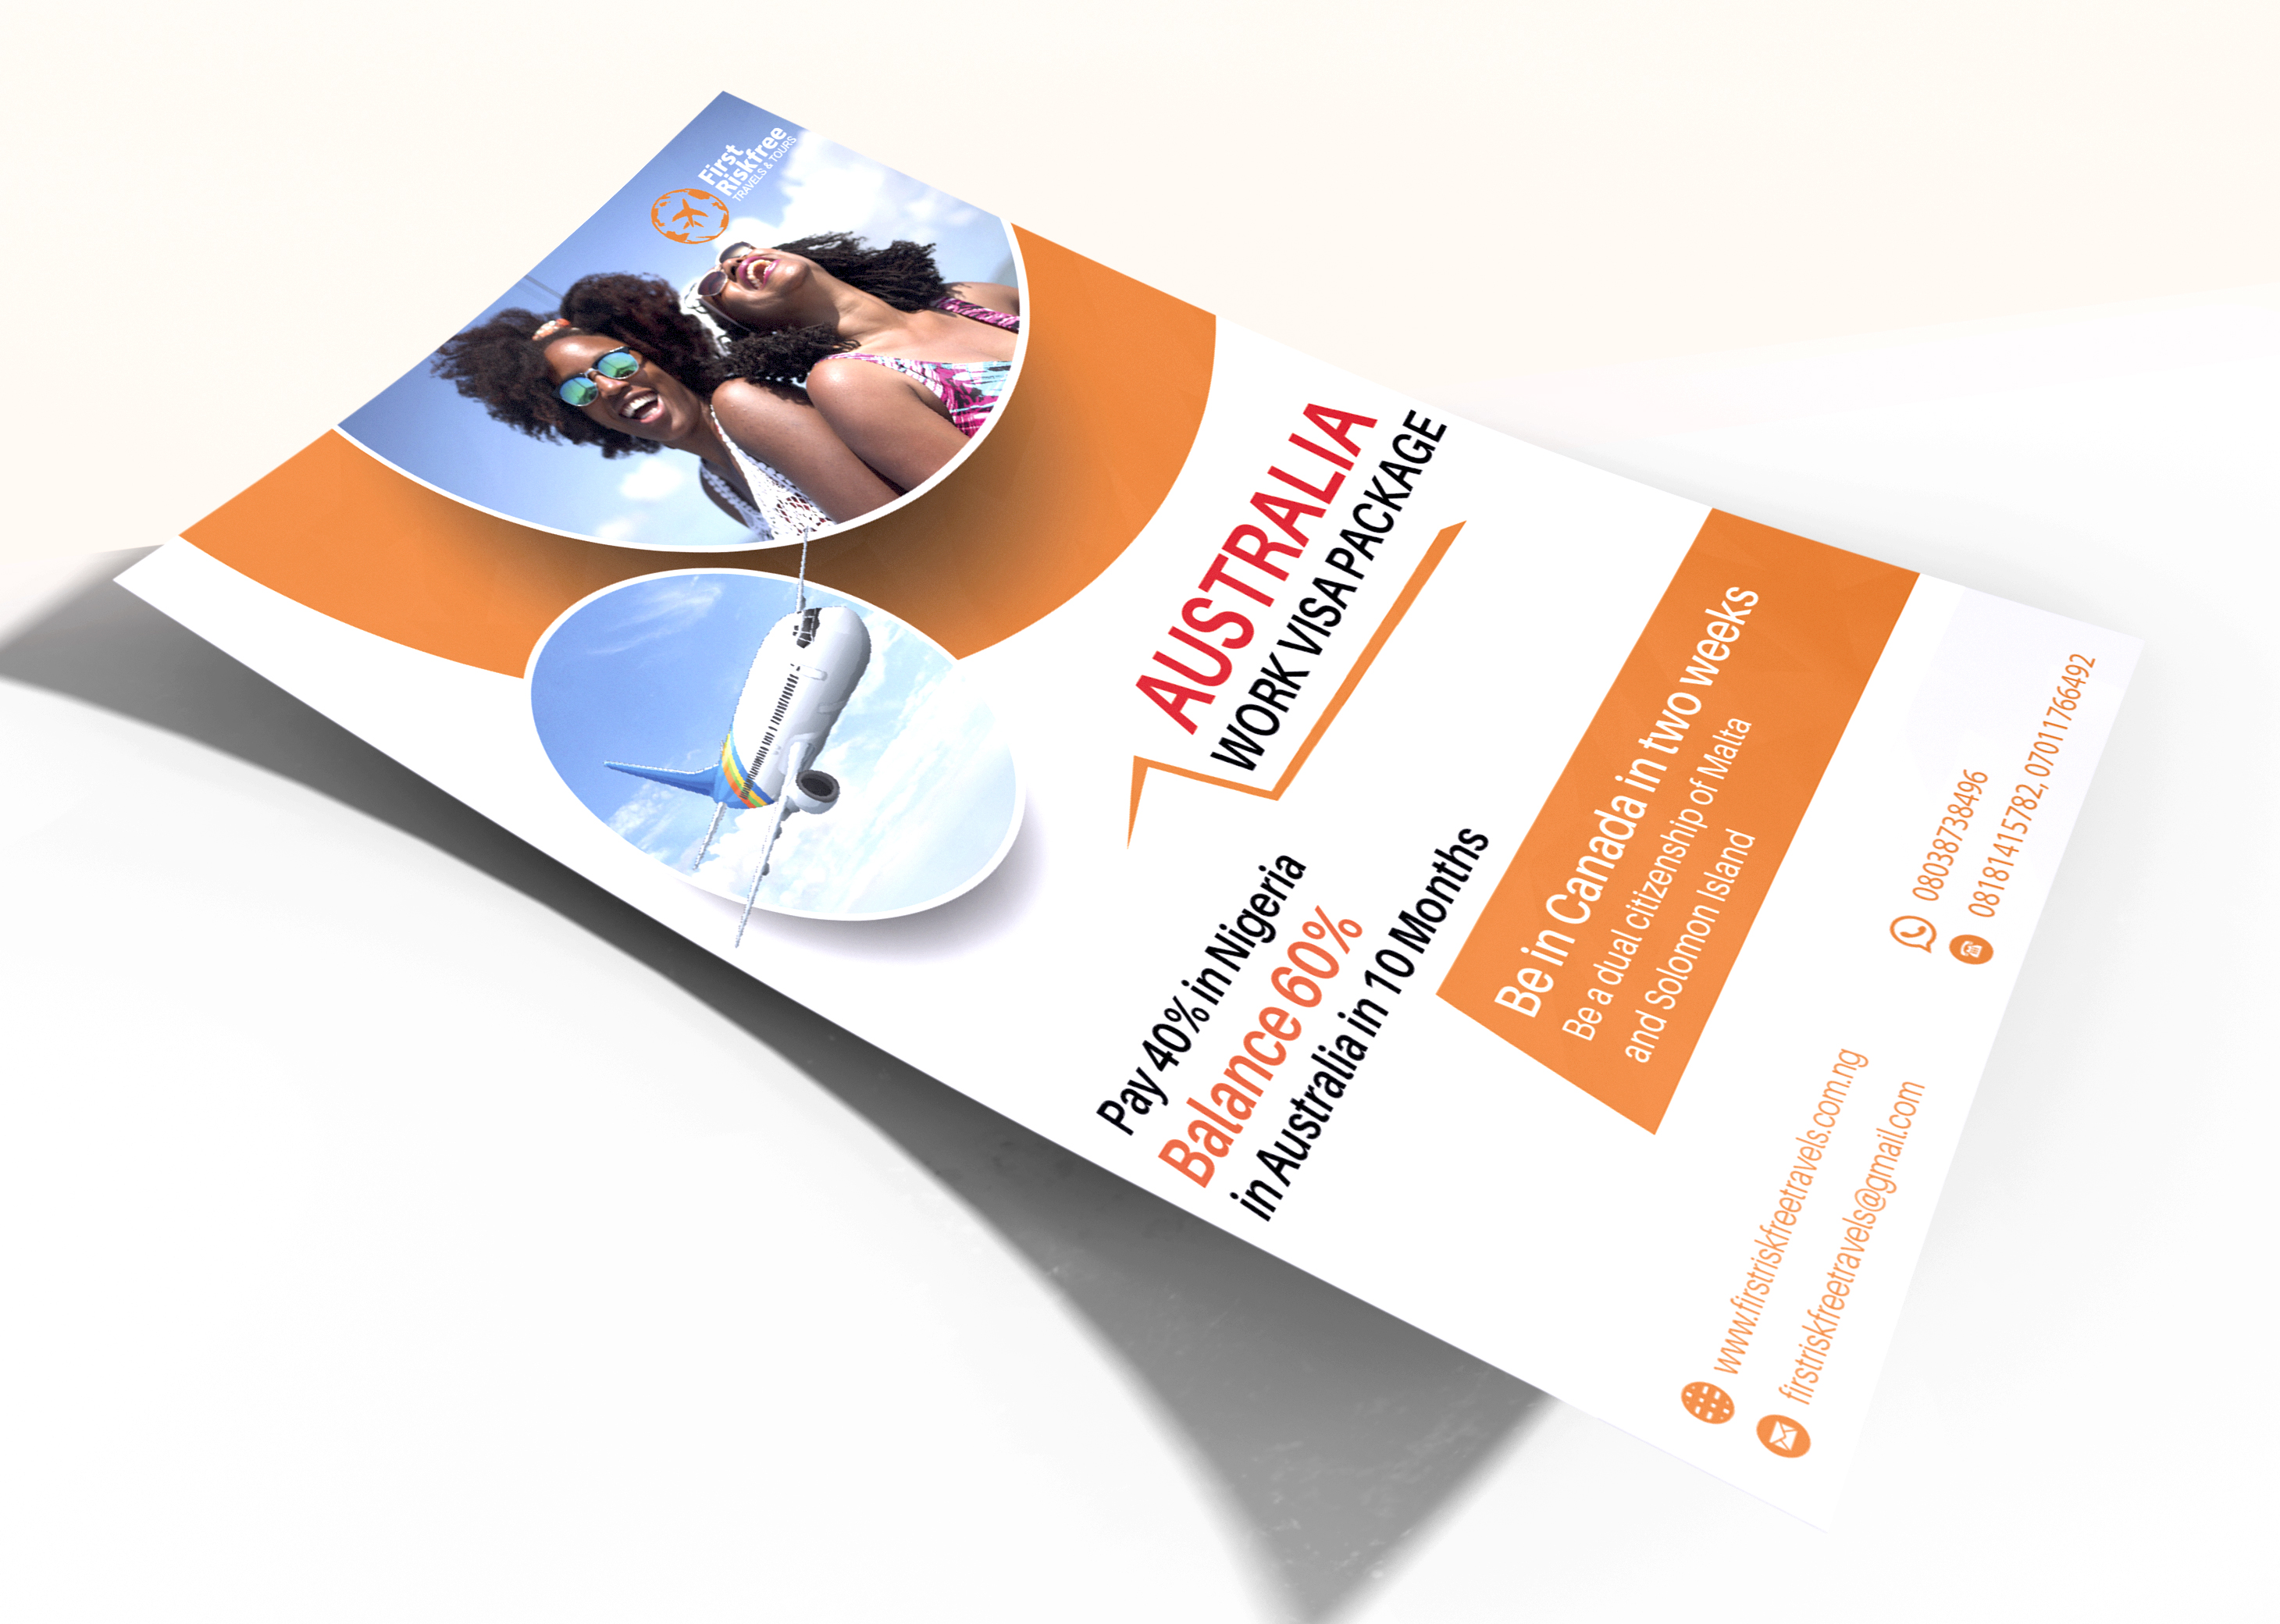 First
Riskfree
TRAVELS & TOURS
AUSTRALIA
WORK VISA PACKAGE
Pay 40% in Nigeria
Balance 60%
in Australia in 10 Months
Be in Canada in two weeks
Be a dual citizenship of Malta
and Solomon Island
www.firstriskfreetravels.com.ng
firstriskfreetravels@gmail.com
08038738496
08181415782, 07011766492